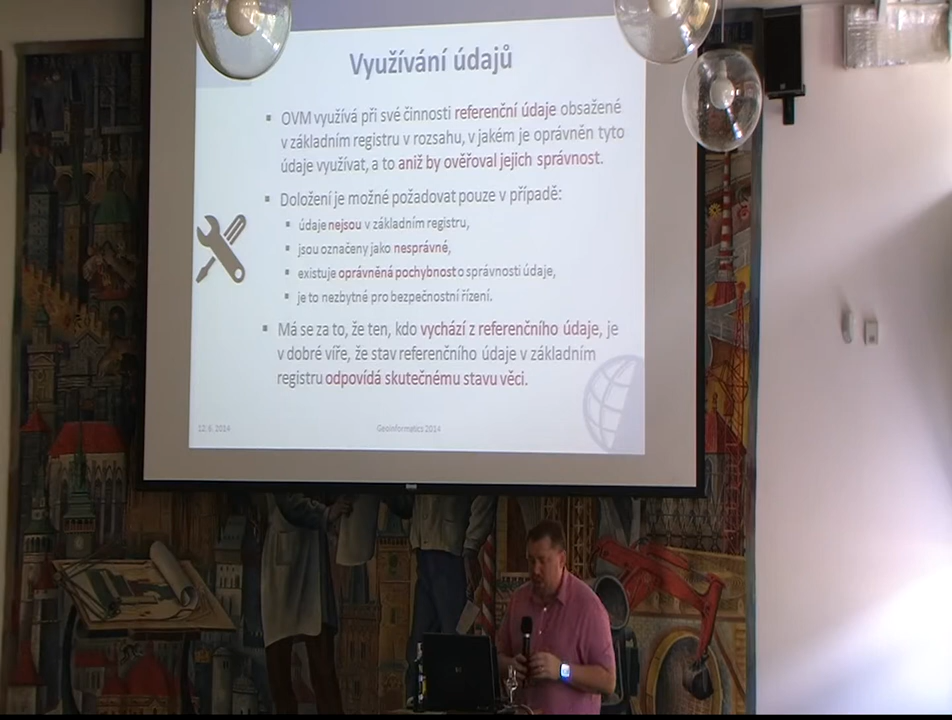 Využívání údajů
OVM využívá při své činnosti referenční údaje obsažené
v základním registru v rozsahu, v jakém je oprávněn tyto
údaje využívat, a to aniž by ověřoval jejich správnost.
Doložení je možné požadovat pouze v případě:
údaje nejsou v základním registru,
jsou označeny jako nesprávné,
existuje oprávněná pochybnost o správnosti údaje,
je to nezbytné pro bezpečnostní řízení.
Má se za to, že ten, kdo vychází z referenčního údaje, je
v dobré víře, že stav referenčního údaje v základním
registru odpovídá skutečnému stavu věci.
12. 6. 2014
Geoinformatics 2014